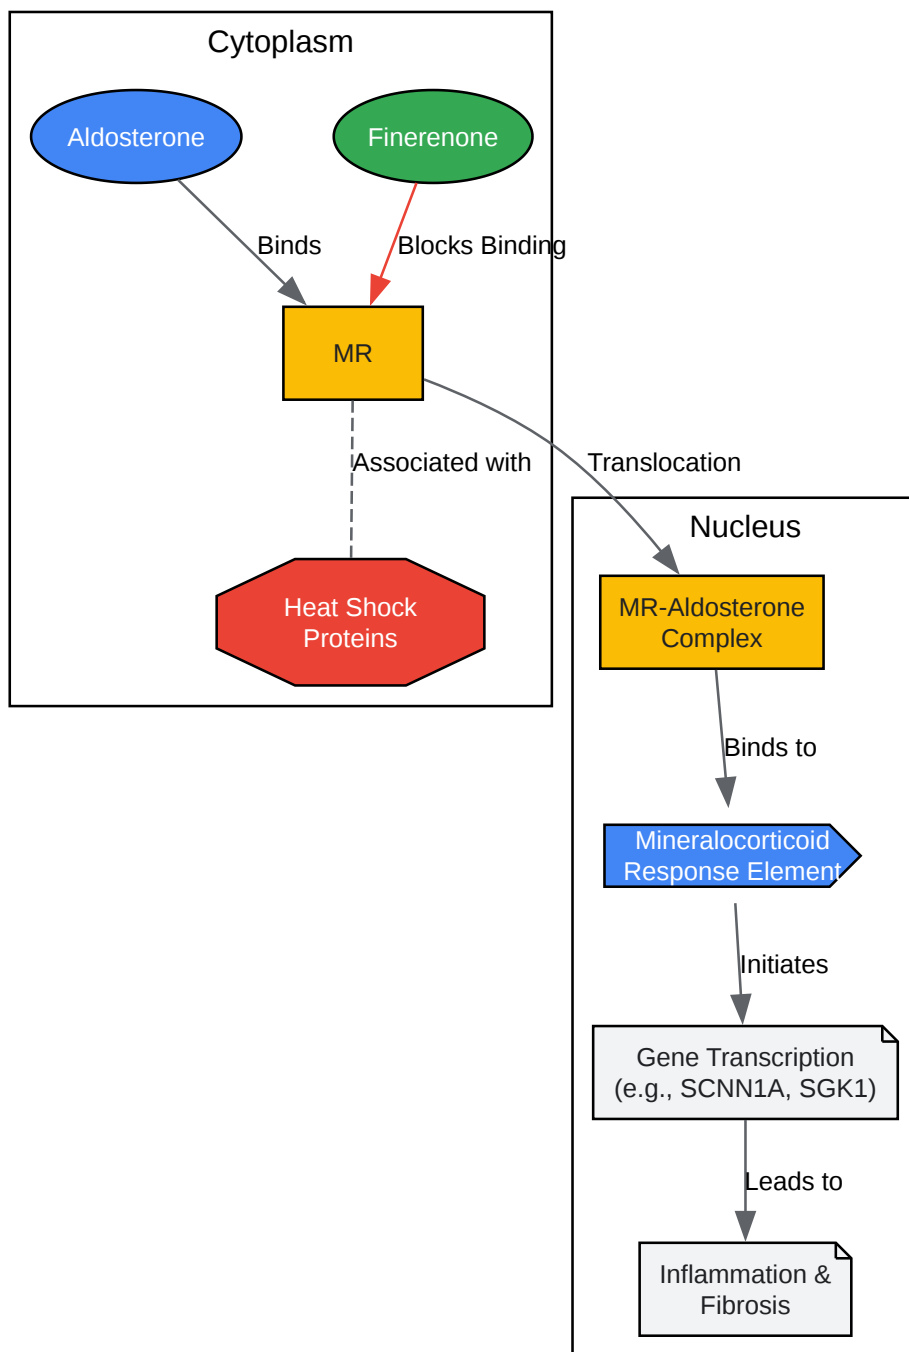 Cytoplasm
Aldosterone
Finerenone
Binds
Blocks Binding
MR
Associated with
Translocation
Heat Shock
Proteins
Nucleus
MR-Aldosterone
Complex
Binds to
Mineralocorticoid
Response Element
Initiates
Gene Transcription
(e.g., SCNN1A, SGK1)
Leads to
Inflammation &
Fibrosis